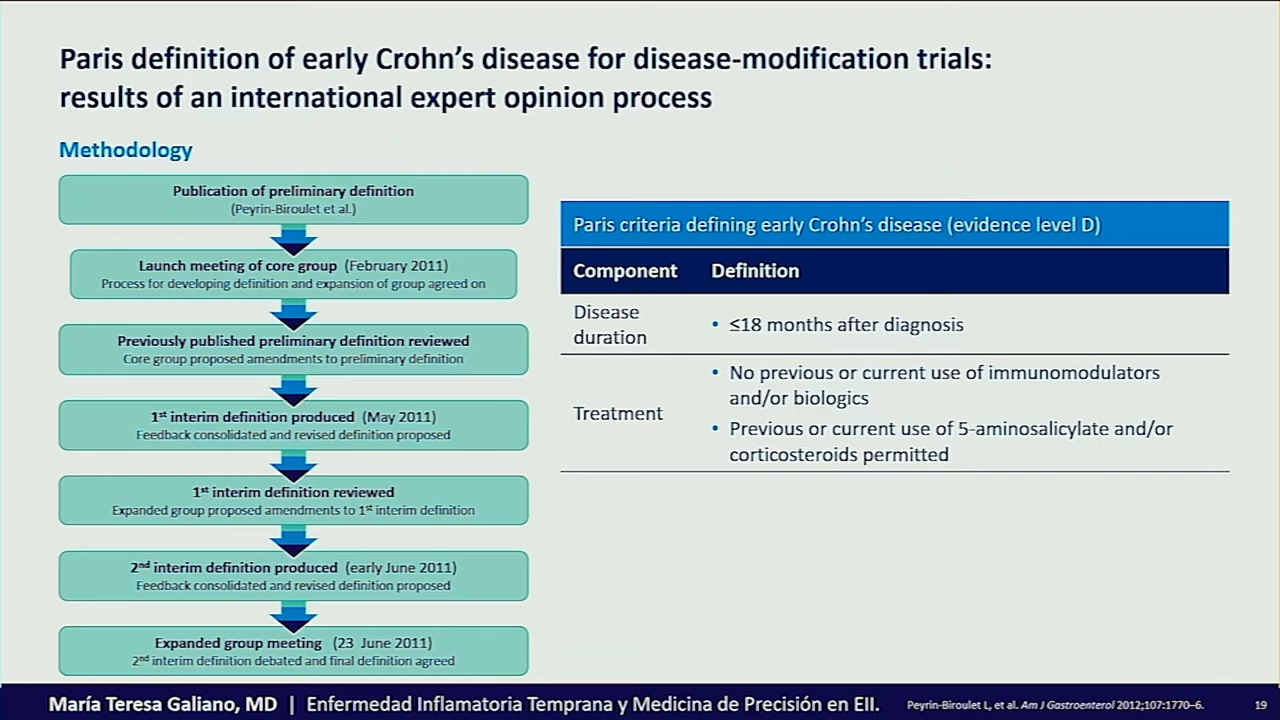 Paris definition of early Crohn’s disease for disease-modification trials:
results of an international expert opinion process
Methodology
Publication of preliminary definition
(Peyrin-Biroulet et al.)
Launch meeting of core group (February 2011)
Process for developing definition and expansion of group agreed on
Previously published preliminary definition reviewed
Core group proposed amendments to preliminary definition
1st interim definition produced (May 2011)
Feedback consolidated and revised definition proposed
1st interim definition reviewed
Expanded group proposed amendments to 1st interim definition
2nd interim definition produced (early June 2011)
Feedback consolidated and revised definition proposed
Expanded group meeting (23 June 2011)
2nd interim definition debated and final definition agreed
Paris criteria defining early Crohn’s disease (evidence level D)
Component Definition
Disease
duration
• ≤18 months after diagnosis
Treatment
• No previous or current use of immunomodulators
and/or biologics
• Previous or current use of 5-aminosalicylate and/or
corticosteroids permitted
María Teresa Galiano, MD | Enfermedad Inflamatoria Temprana y Medicina de Precisión en EII.
Peyrin-Biroulet L, et al. Am J Gastroenterol 2012;107:1770–6.
19